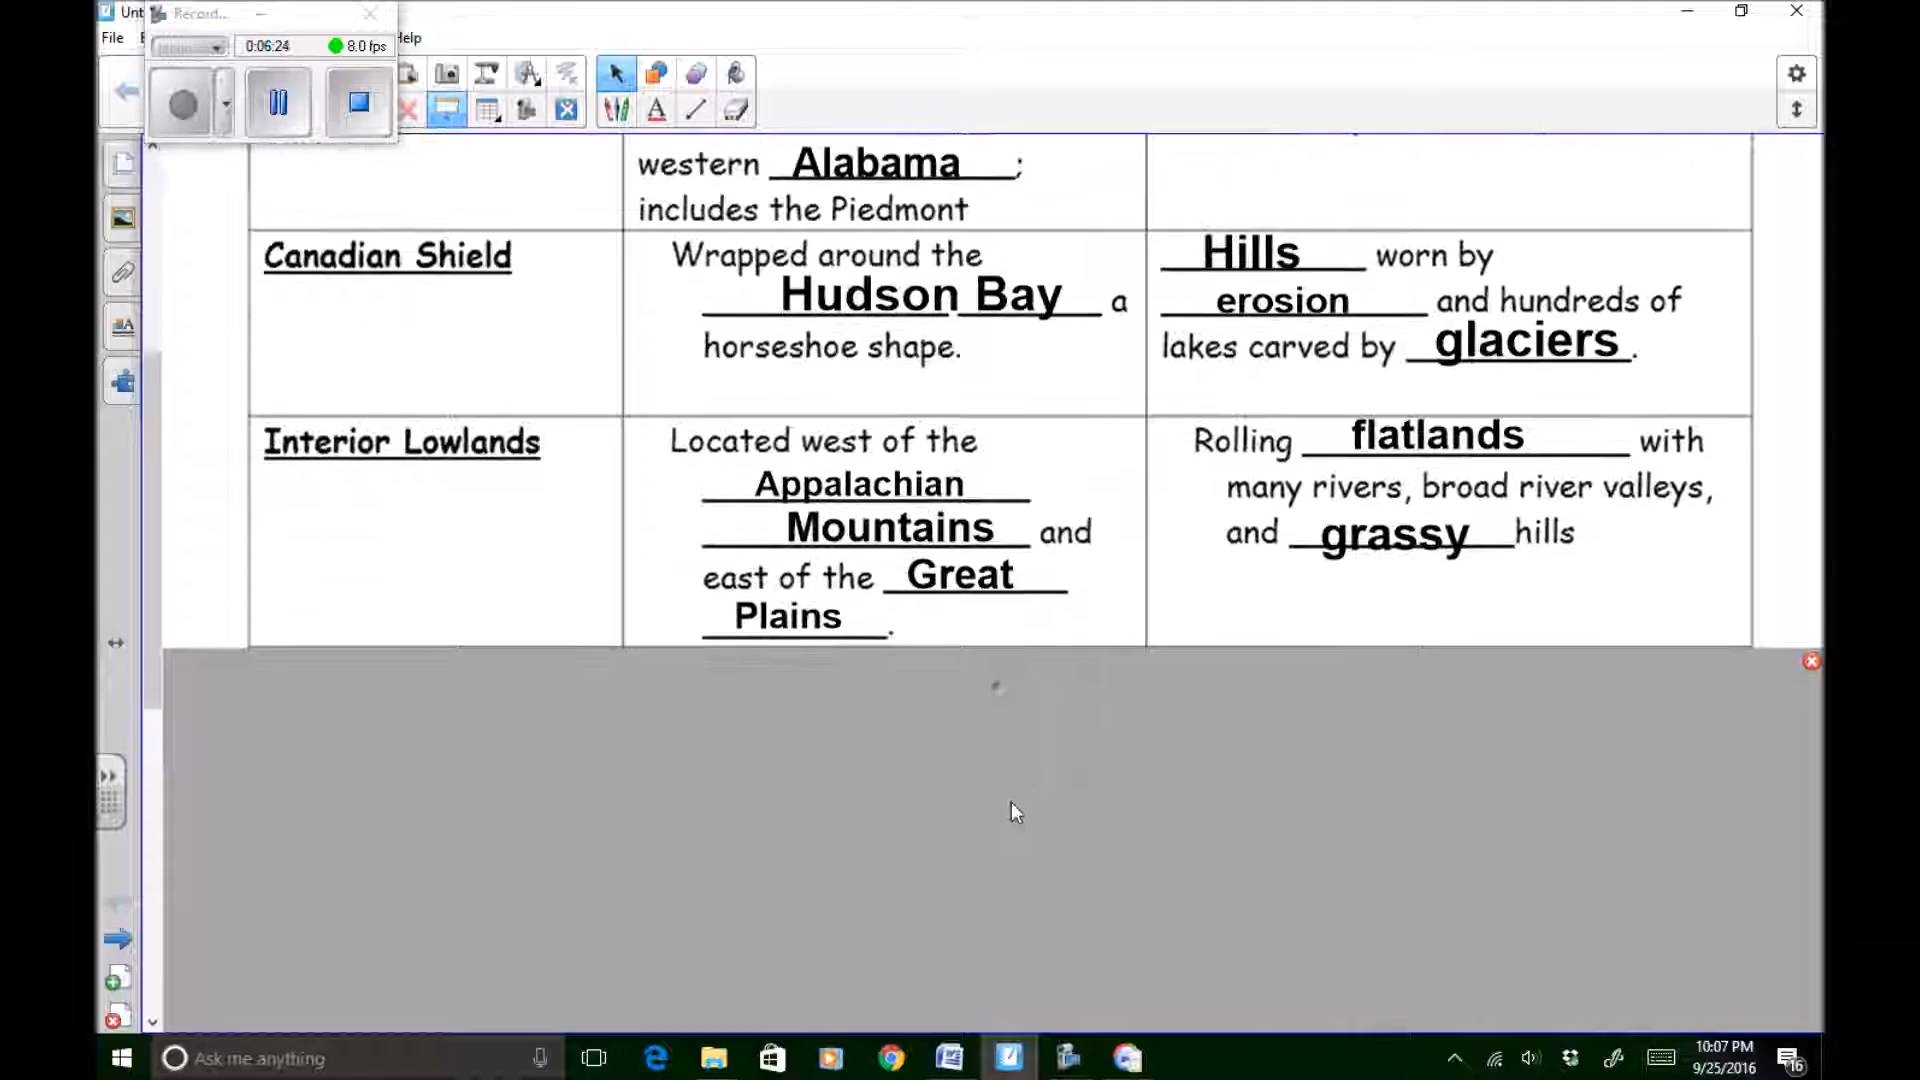 Unt
Record...
File
Help
0:06:24
8.0 fps
western Alabama;
includes the Piedmont
Canadian Shield
Wrapped around the
Hudson Bay a
horseshoe shape.
Hills worn by
erosion and hundreds of
lakes carved by glaciers.
Interior Lowlands
Located west of the
Appalachian
Mountains and
east of the Great
Plains.
Rolling flatlands with
many rivers, broad river valleys,
and grassy hills
Ask me anything
10:07 PM
9/25/2016
16